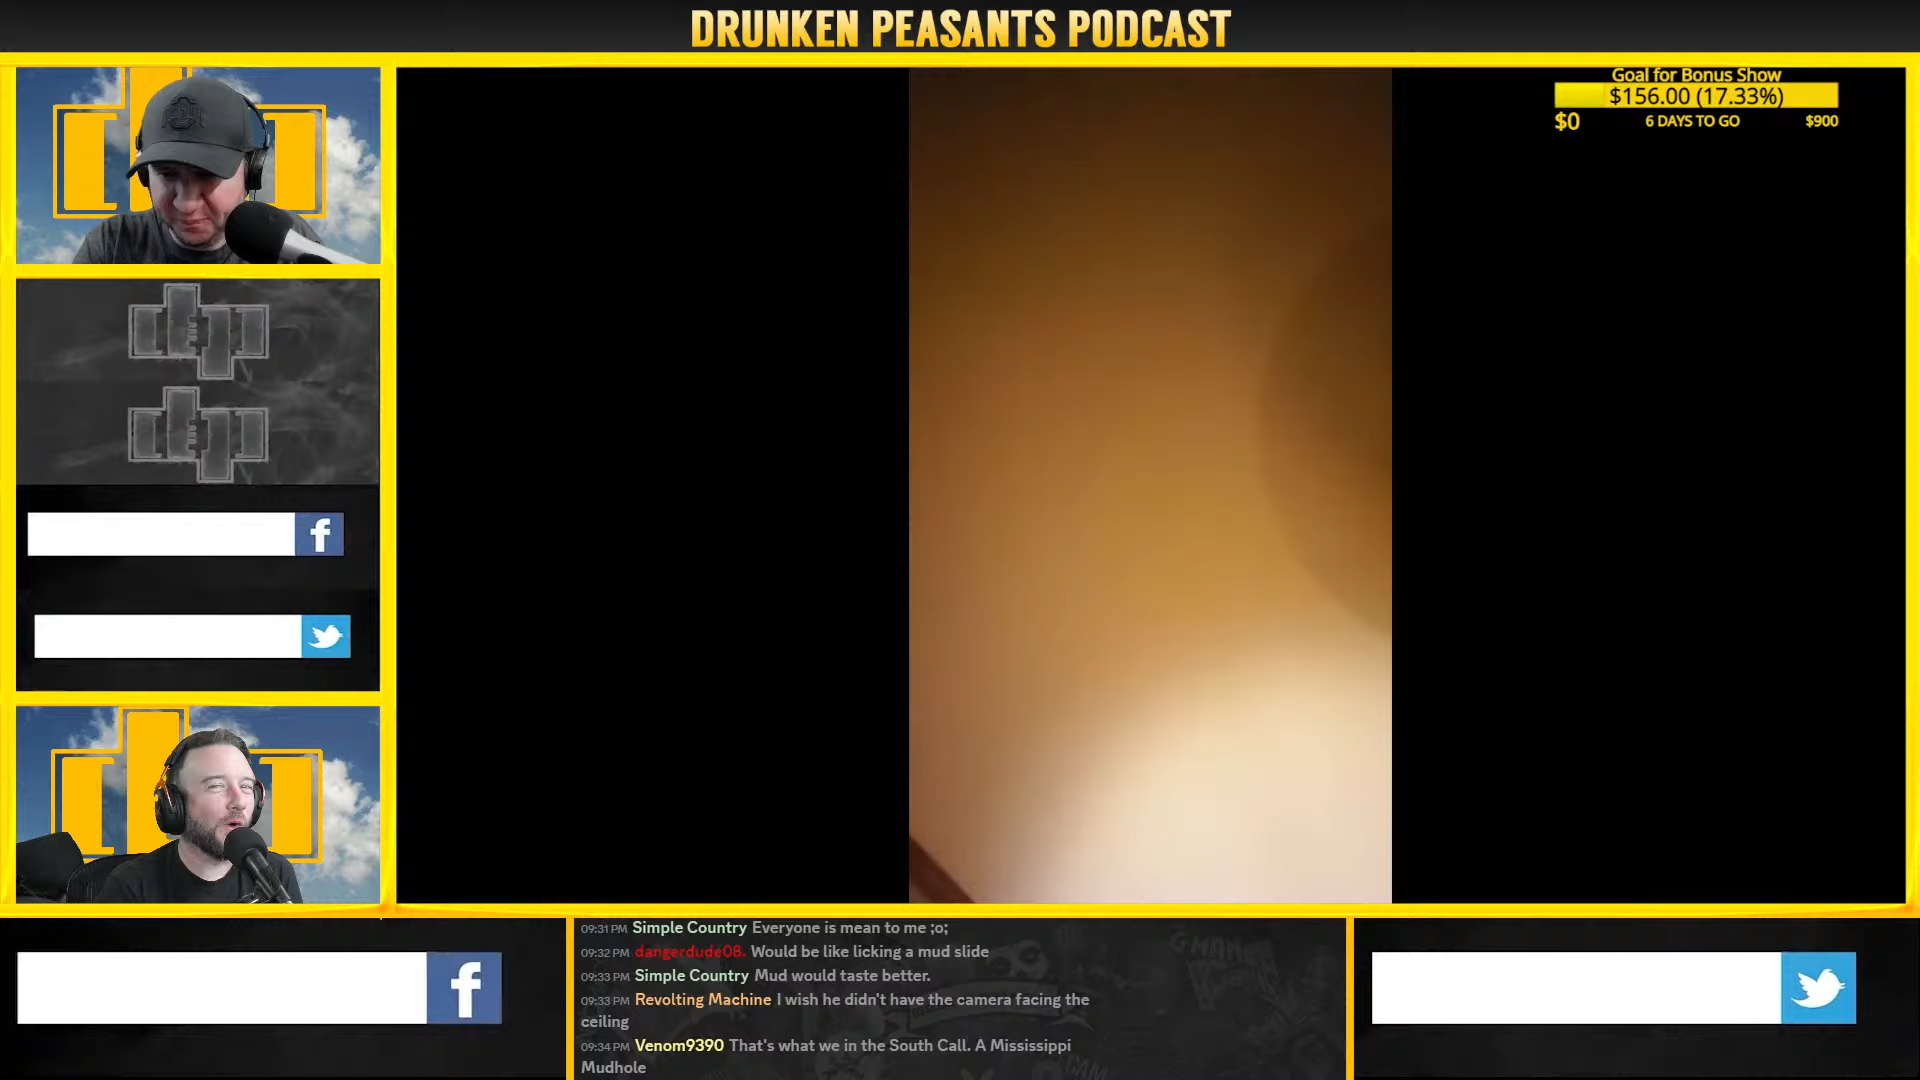 DRUNKEN PEASANTS PODCAST
Goal for Bonus Show
$156.00 (17.33%)
$0 6 DAYS TO GO $900
09:31 PM Simple Country Everyone is mean to me ;o;
09:32 PM dangerdude08. Would be like licking a mud slide
09:33 PM Simple Country Mud would taste better.
09:33 PM Revolting Machine I wish he didn't have the camera facing the
ceiling
09:34 PM Venom9390 That's what we in the South Call. A Mississippi
Mudhole